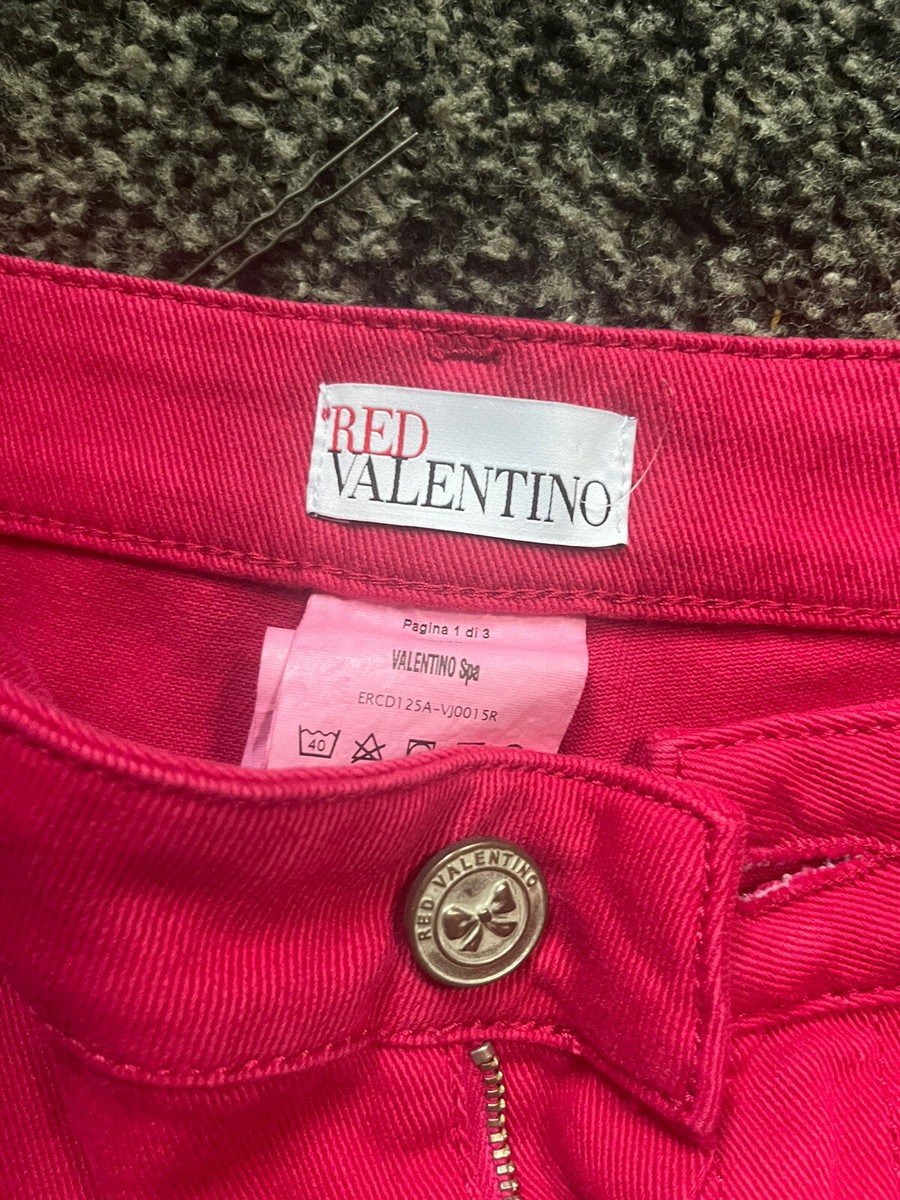 RED
VALENTINO
Pagina 1 di 3
VALENTINO Spa
ERCD125A-VJ0015R
40
RED VALENTINO